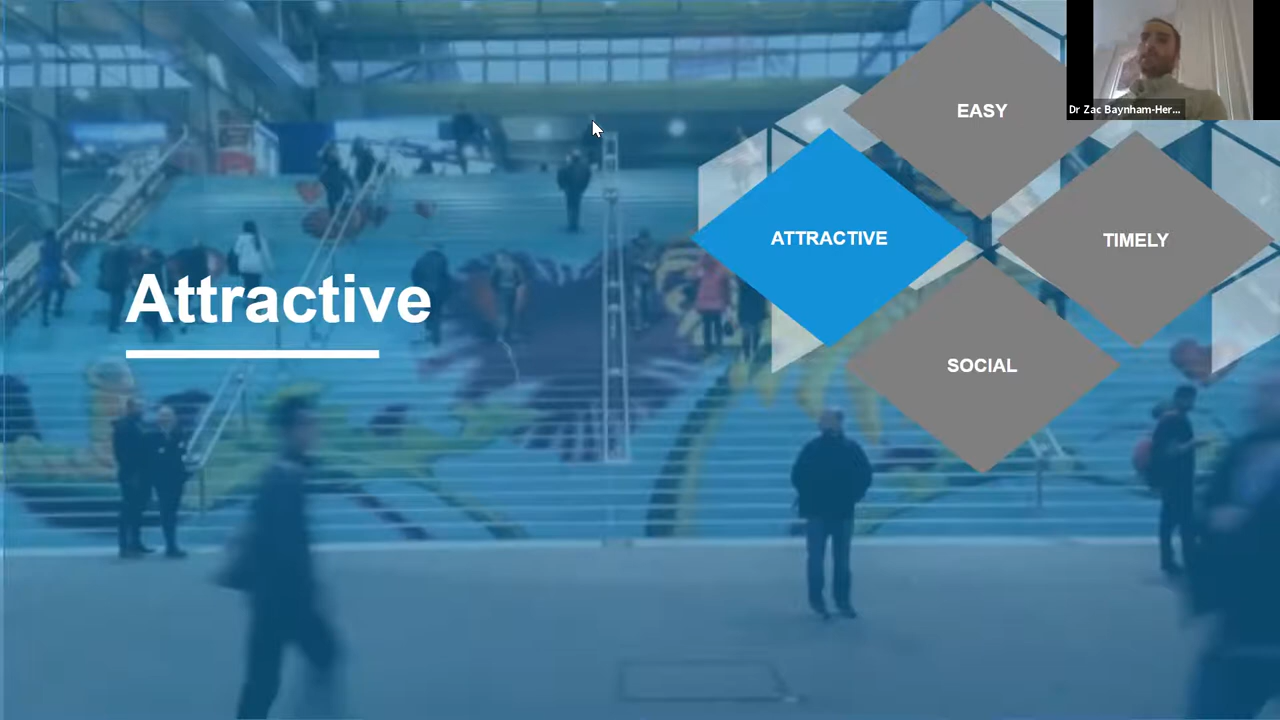 EASY
Dr Zac Baynham-Her...
ATTRACTIVE
TIMELY
Attractive
SOCIAL